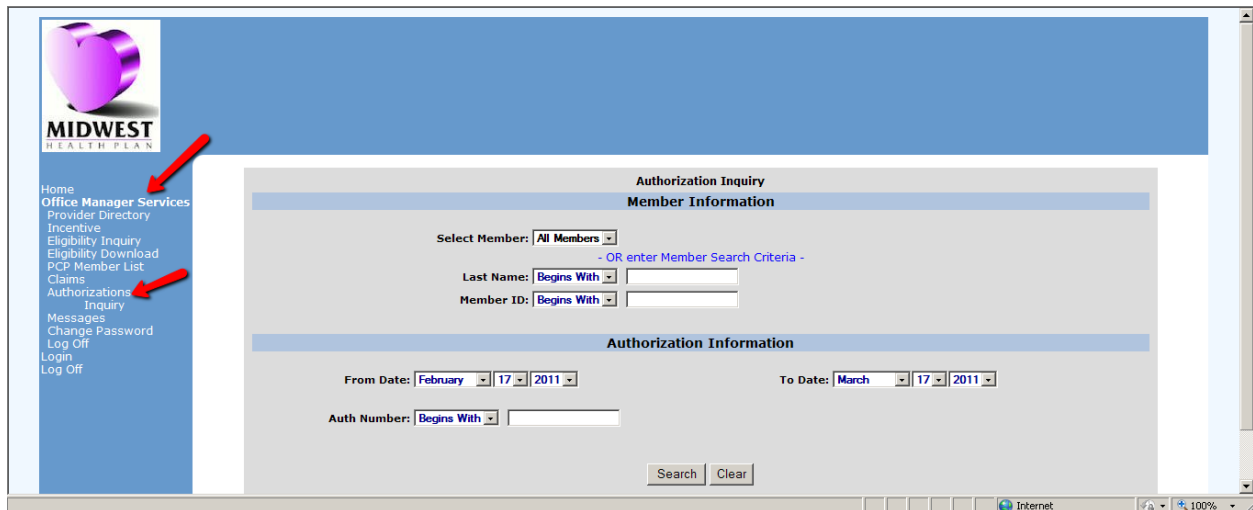 MIDWEST
HEALTH PLAN
Home
Office Manager Services
Provider Directory
Incentive
Eligibility Inquiry
Eligibility Download
PCP Member List
Claims
Authorizations
Inquiry
Messages
Change Password
Log Off
Login
Log Off
Authorization Inquiry
Member Information
Select Member: All Members
- OR enter Member Search Criteria -
Last Name: Begins With
Member ID: Begins With
Authorization Information
From Date: February 17 2011 To Date: March 17 2011
Auth Number: Begins With
Search Clear
Internet 100%